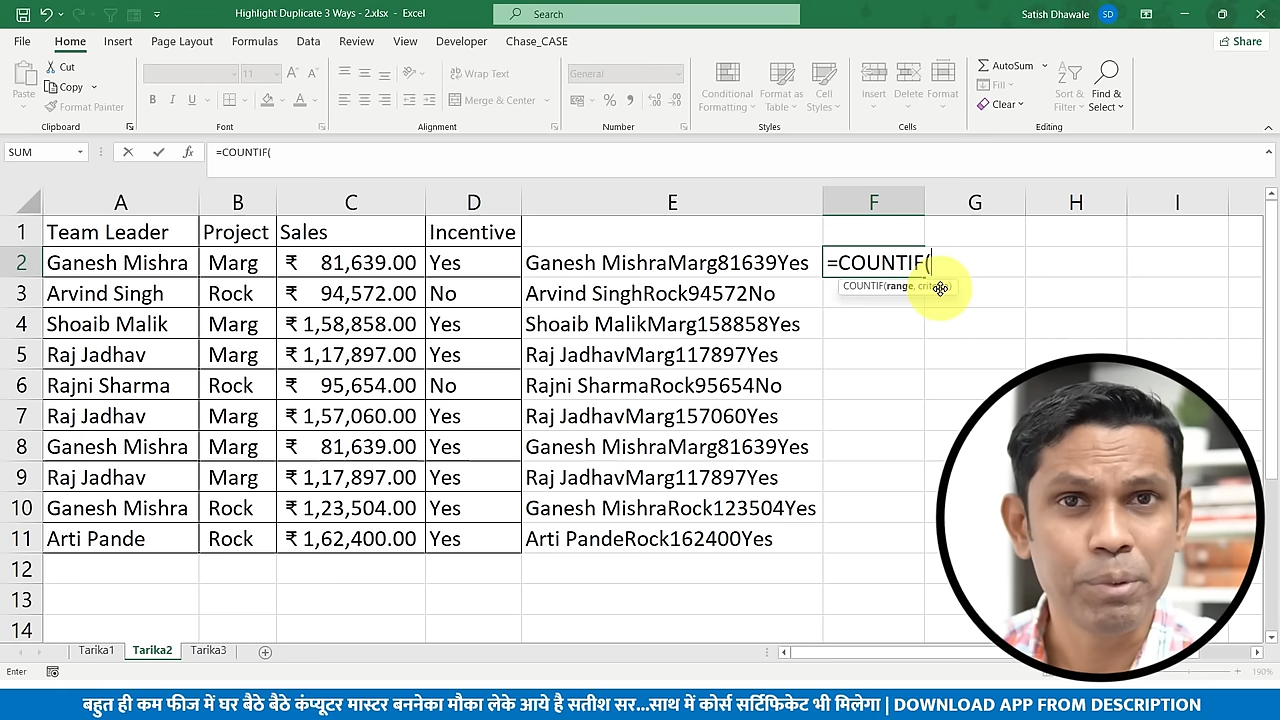 Highlight Duplicate 3 Ways - 2.xlsx - Excel
Search
Satish Dhawale SD
File Home Insert Page Layout Formulas Data Review View Developer Chase_CASE Share
Paste
Cut
Copy
Format Painter
Clipboard
11
B I U
Font
Wrap Text
Merge & Center
Alignment
General
Number
Conditional Formatting
Format as Table
Cell Styles
Styles
Insert Delete Format
Cells
AutoSum
Fill
Clear
Sort & Filter
Find & Select
Editing
SUM fx =COUNTIF(
A B C D E F G H I
1 Team Leader Project Sales Incentive
2 Ganesh Mishra Marg ₹ 81,639.00 Yes Ganesh MishraMarg81639Yes =COUNTIF(
COUNTIF(range,
3 Arvind Singh Rock ₹ 94,572.00 No Arvind SinghRock94572No
4 Shoaib Malik Marg ₹ 1,58,858.00 Yes Shoaib MalikMarg158858Yes
5 Raj Jadhav Marg ₹ 1,17,897.00 Yes Raj JadhavMarg117897Yes
6 Rajni Sharma Rock ₹ 95,654.00 No Rajni SharmaRock95654No
7 Raj Jadhav Marg ₹ 1,57,060.00 Yes Raj JadhavMarg157060Yes
8 Ganesh Mishra Marg ₹ 81,639.00 Yes Ganesh MishraMarg81639Yes
9 Raj Jadhav Marg ₹ 1,17,897.00 Yes Raj JadhavMarg117897Yes
10 Ganesh Mishra Rock ₹ 1,23,504.00 Yes Ganesh MishraRock123504Yes
11 Arti Pande Rock ₹ 1,62,400.00 Yes Arti PandeRock162400Yes
12
13
14
Tarika1 Tarika2 Tarika3
Enter 190%
बहुत ही कम फीज में घर बैठे बैठे कंप्यूटर मास्टर बननेका मौका लेके आये है सतीश सर...साथ में कोर्स सर्टिफिकेट भी मिलेगा | DOWNLOAD APP FROM DESCRIPTION